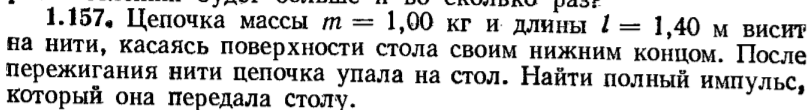 1.157. Цепочка массы m = 1,00 кг и длины l = 1,40 м висит
на нити, касаясь поверхности стола своим нижним концом. После
пережигания нити цепочка упала на стол. Найти полный импульс,
который она передала столу.